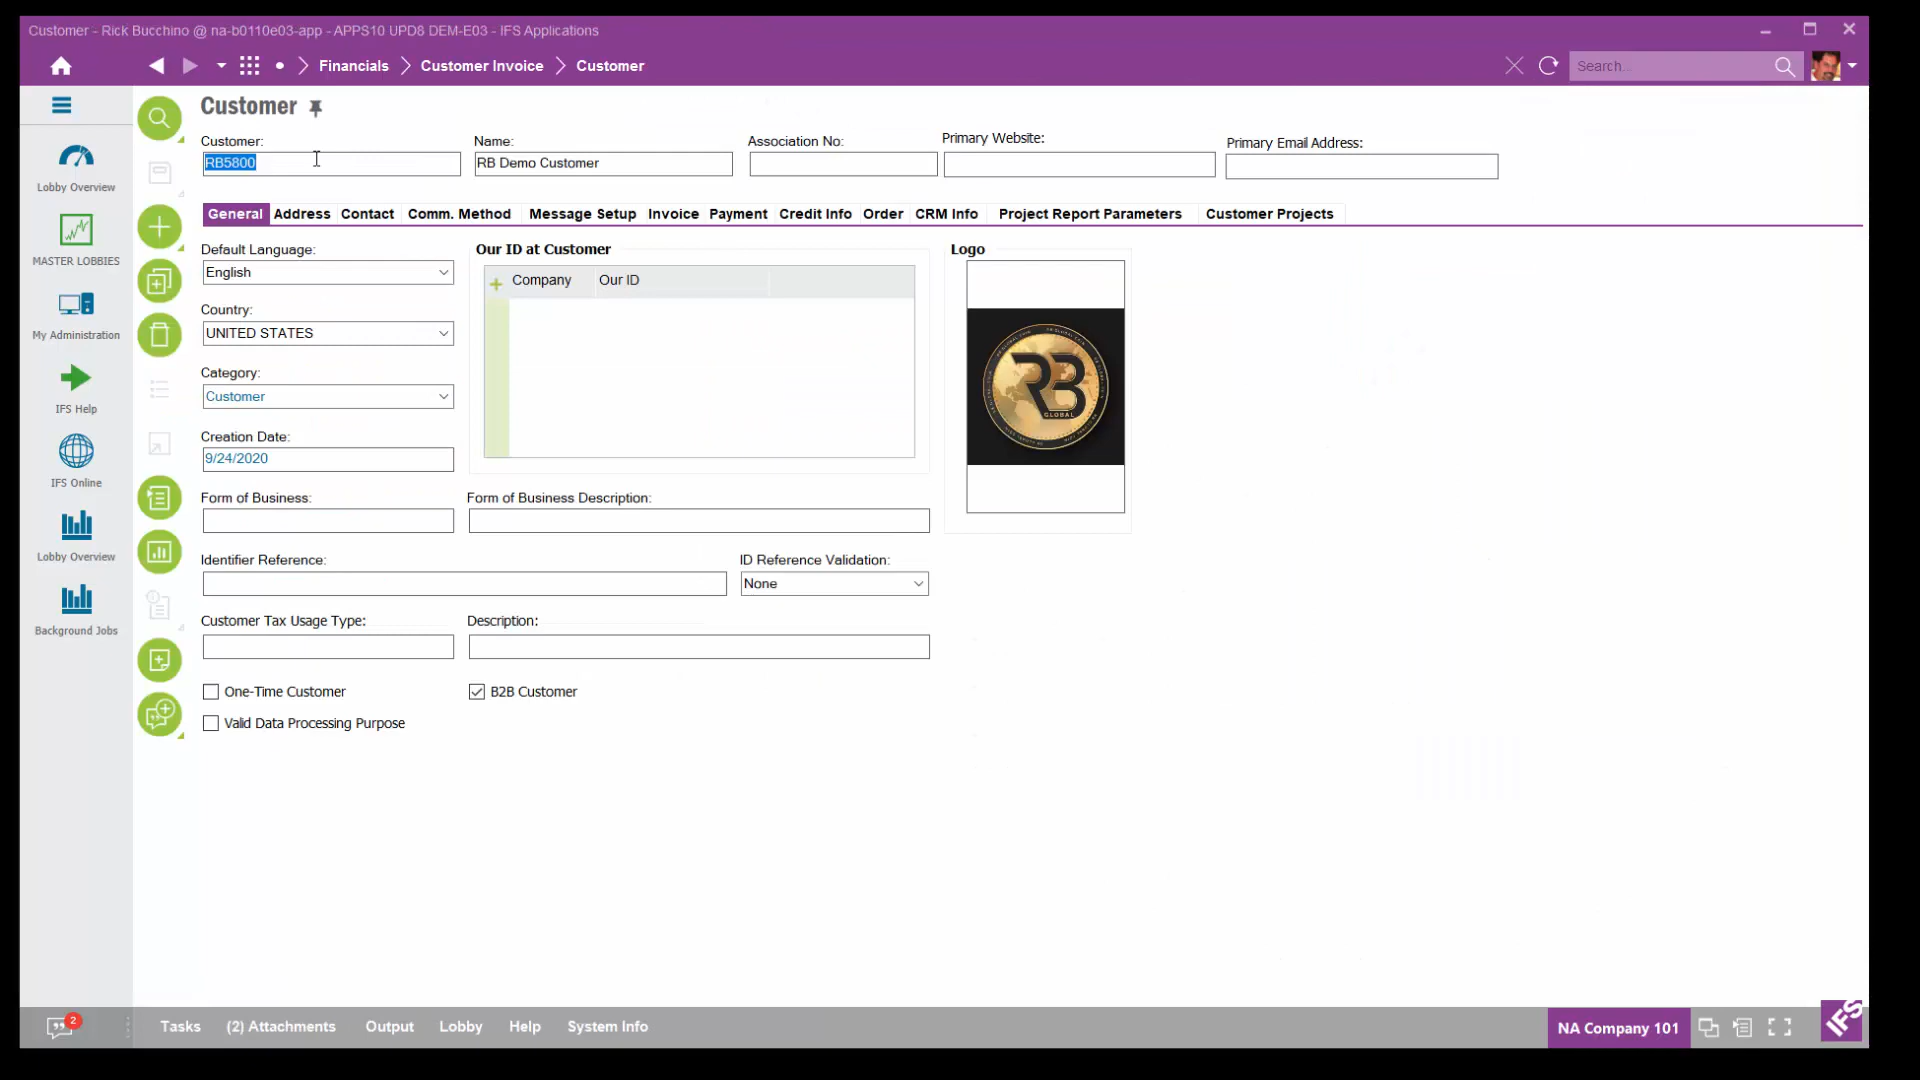 Customer - Rick Bucchino @ na-b0110e03-app - APPS10 UPD8 DEM-E03 - IFS Applications
Financials Customer Invoice Customer
Search...
Customer
Customer: Name: Association No: Primary Website: Primary Email Address:
RB5800 RB Demo Customer
General Address Contact Comm. Method Message Setup Invoice Payment Credit Info Order CRM Info Project Report Parameters Customer Projects
Lobby Overview
MASTER LOBBIES
My Administration
IFS Help
IFS Online
Lobby Overview
Background Jobs
Default Language:
English
Country:
UNITED STATES
Category:
Customer
Creation Date:
9/24/2020
Our ID at Customer
Company Our ID
Logo
RB
GLOBAL
Form of Business: Form of Business Description:
Identifier Reference: ID Reference Validation:
None
Customer Tax Usage Type: Description:
One-Time Customer B2B Customer
Valid Data Processing Purpose
2
Tasks (2) Attachments Output Lobby Help System Info
NA Company 101
IFS